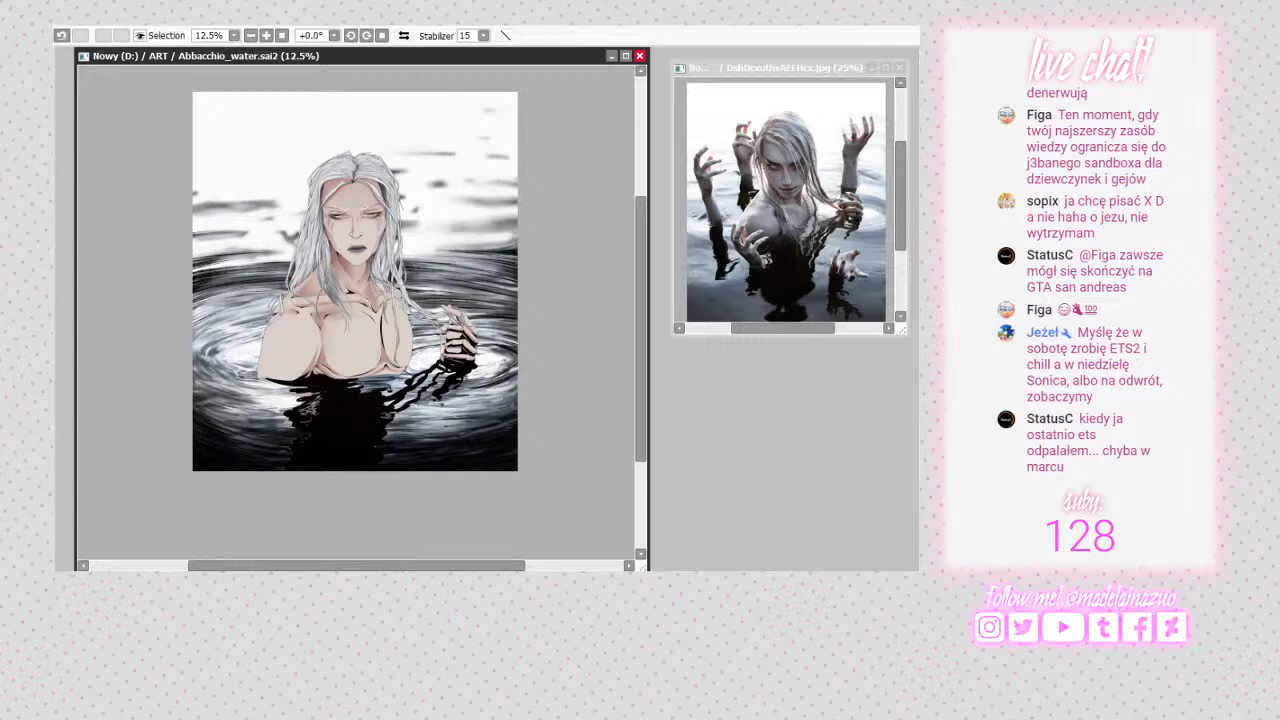 Selection
12.5%
+0.0°
Stabilizer
15
Nowy (D:) / ART / Abbacchio_water.sai2 (12.5%)
live chat!
denerwują
Figa Ten moment, gdy
twój najszerszy zasób
wiedzy ogranicza się do
j3banego sandboxa dla
dziewczynek i gejów
sopix ja chcę pisać X D
a nie haha o jezu, nie
wytrzymam
StatusC @Figa zawsze
mógł się skończyć na
GTA san andreas
Figa 100
Jeżeł Myślę że w
sobotę zrobię ETS2 i
chill a w niedzielę
Sonica, albo na odwrót,
zobaczymy
StatusC kiedy ja
ostatnio ets
odpalałem... chyba w
marcu
suby:
128
follow me! @madelainazuo